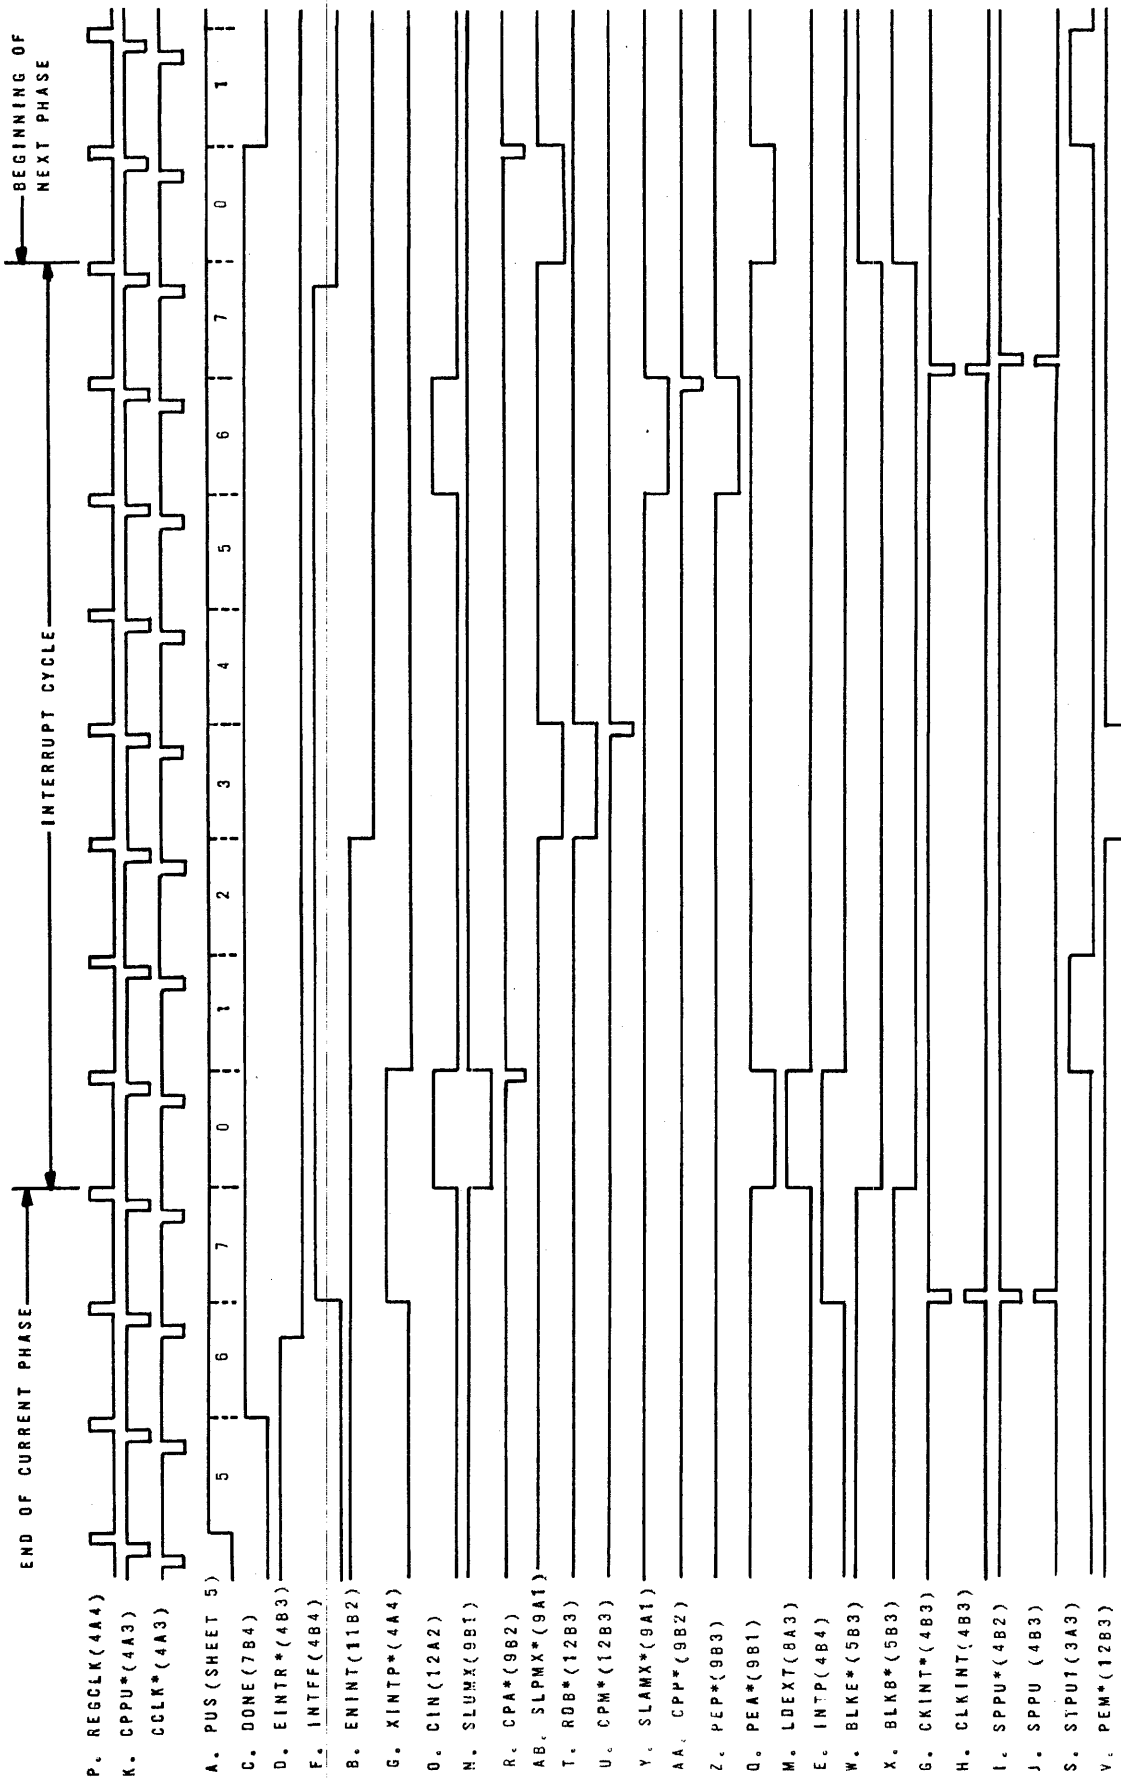 END OF CURRENT PHASE
INTERRUPT CYCLE
BEGINNING OF
NEXT PHASE
P. REGCLK(4A4)
K. CPPU*(4A3)
CCLK*(4A3)
A. PUS(SHEET 5) 5 6 7 0 1 2 3 4 5 6 7 0 1
C. DONE(7B4)
D. EINTR*(4B3)
F. INTFF(4B4)
B. ENINT(11B2)
G. XINTP*(4A4)
O. CIN(12A2)
N. SLUMX(9B1)
R. CPA*(9B2)
AB. SLPMX*(9A1)
T. RDB*(12B3)
U. CPM*(12B3)
Y. SLAMX*(9A1)
AA. CPP*(9B2)
Z. PEP*(9B3)
Q. PEA*(9B1)
M. LDEXT(8A3)
E. INTP(4B4)
W. BLKE*(5B3)
X. BLKB*(5B3)
G. CKINT*(4B3)
H. CLKINT(4B3)
I. SPPU*(4B2)
J. SPPU (4B3)
S. STPU1(3A3)
V. PEM*(12B3)